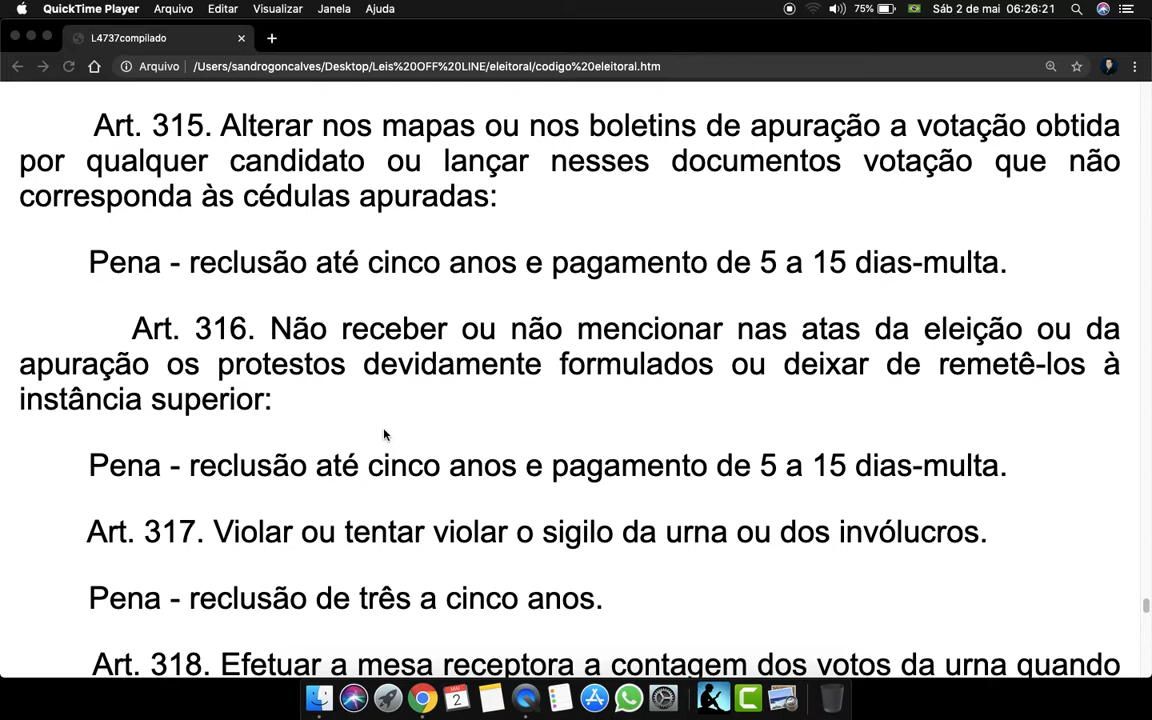 QuickTime Player Arquivo Editar Visualizar Janela Ajuda 75% Sáb 2 de mai 06:26:21
L4737compilado
Arquivo /Users/sandrogoncalves/Desktop/Leis%20OFF%20LINE/eleitoral/codigo%20eleitoral.htm
Art. 315. Alterar nos mapas ou nos boletins de apuração a votação obtida
por qualquer candidato ou lançar nesses documentos votação que não
corresponda às cédulas apuradas:
Pena - reclusão até cinco anos e pagamento de 5 a 15 dias-multa.
Art. 316. Não receber ou não mencionar nas atas da eleição ou da
apuração os protestos devidamente formulados ou deixar de remetê-los à
instância superior:
Pena - reclusão até cinco anos e pagamento de 5 a 15 dias-multa.
Art. 317. Violar ou tentar violar o sigilo da urna ou dos invólucros.
Pena - reclusão de três a cinco anos.
Art. 318. Efetuar a mesa receptora a contagem dos votos da urna quando
2